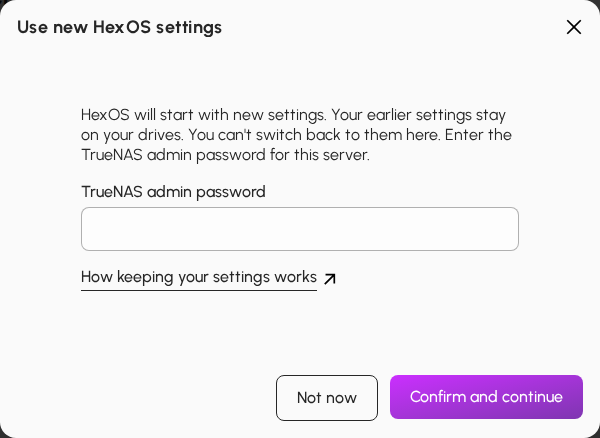 Use new HexOS settings
HexOS will start with new settings. Your earlier settings stay
on your drives. You can't switch back to them here. Enter the
TrueNAS admin password for this server.
TrueNAS admin password
How keeping your settings works
Not now
Confirm and continue